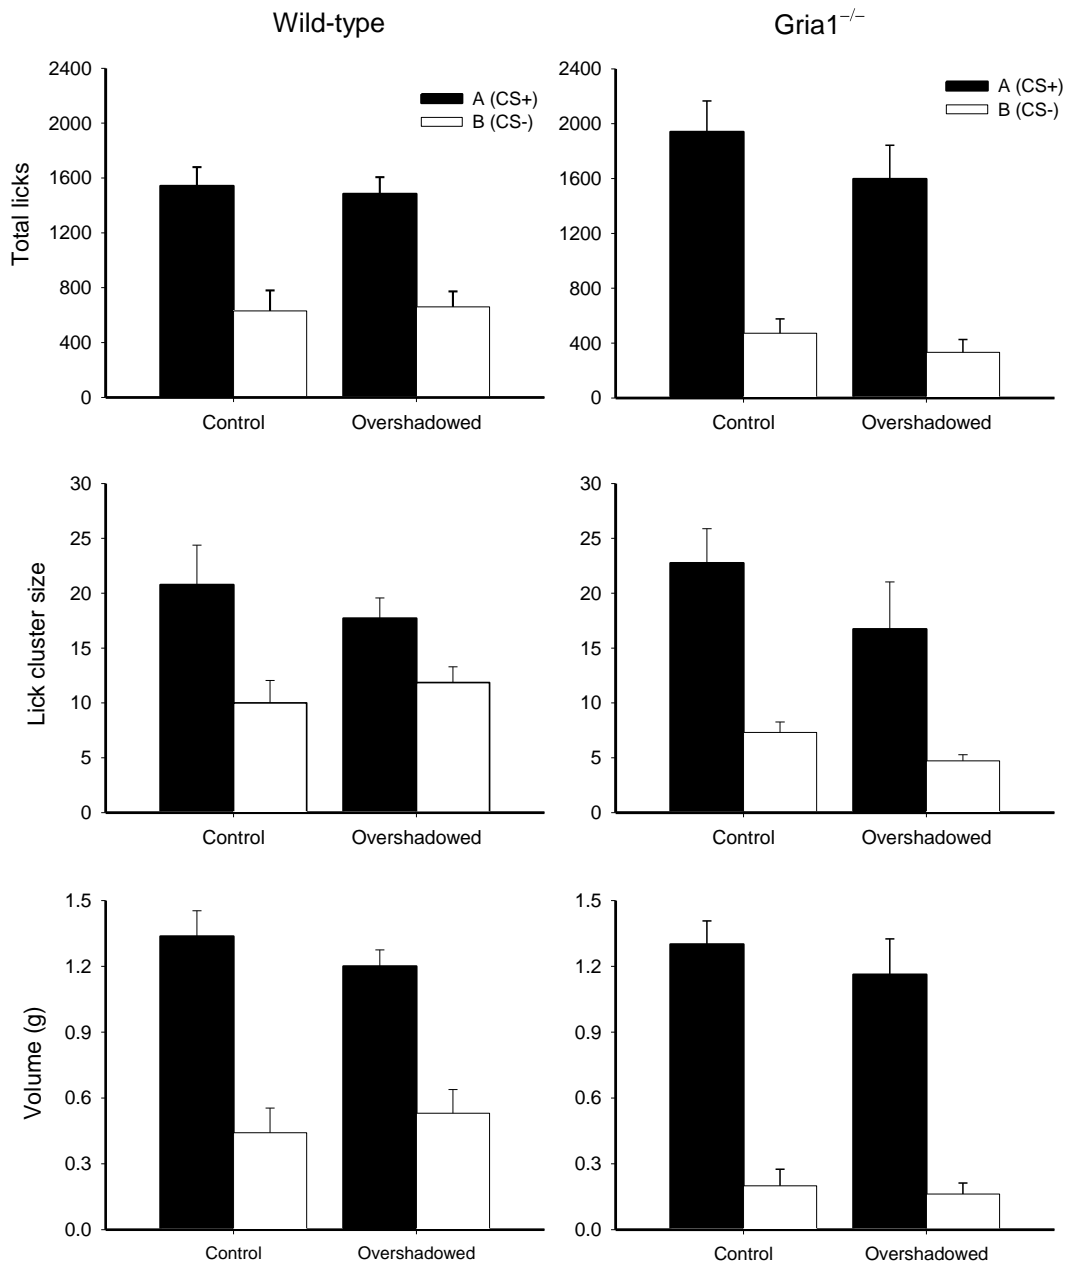 Wild-type
Gria1–/–
2400
2000
1600
1200
800
400
0
Total licks
A (CS+)
B (CS-)
Control
Overshadowed
2400
2000
1600
1200
800
400
0
A (CS+)
B (CS-)
Control
Overshadowed
30
25
20
15
10
5
0
Lick cluster size
Control
Overshadowed
30
25
20
15
10
5
0
Control
Overshadowed
1.5
1.2
0.9
0.6
0.3
0.0
Volume (g)
Control
Overshadowed
1.5
1.2
0.9
0.6
0.3
0.0
Control
Overshadowed